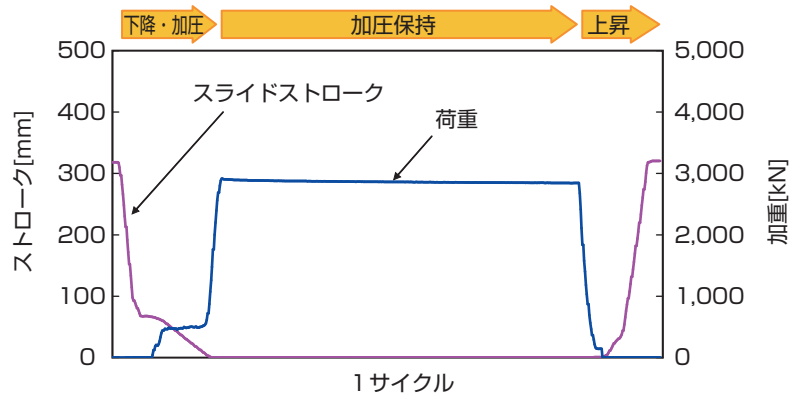 下降・加圧
加圧保持
上昇
500
400
300
200
100
0
ストローク[mm]
スライドストローク
荷重
5,000
4,000
3,000
2,000
1,000
0
加重[kN]
1サイクル